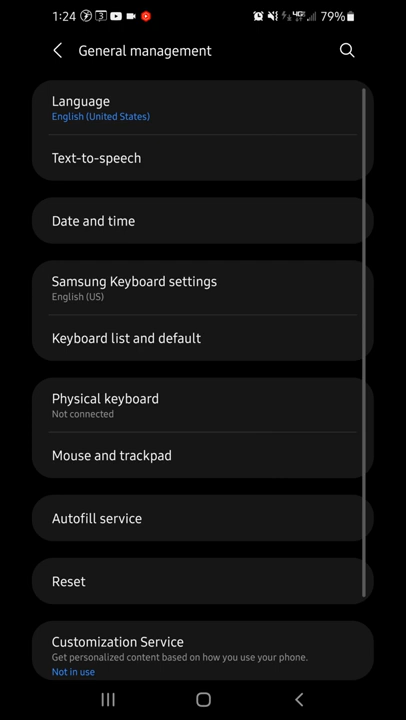 1:24 79%
General management
Language
English (United States)
Text-to-speech
Date and time
Samsung Keyboard settings
English (US)
Keyboard list and default
Physical keyboard
Not connected
Mouse and trackpad
Autofill service
Reset
Customization Service
Get personalized content based on how you use your phone.
Not in use